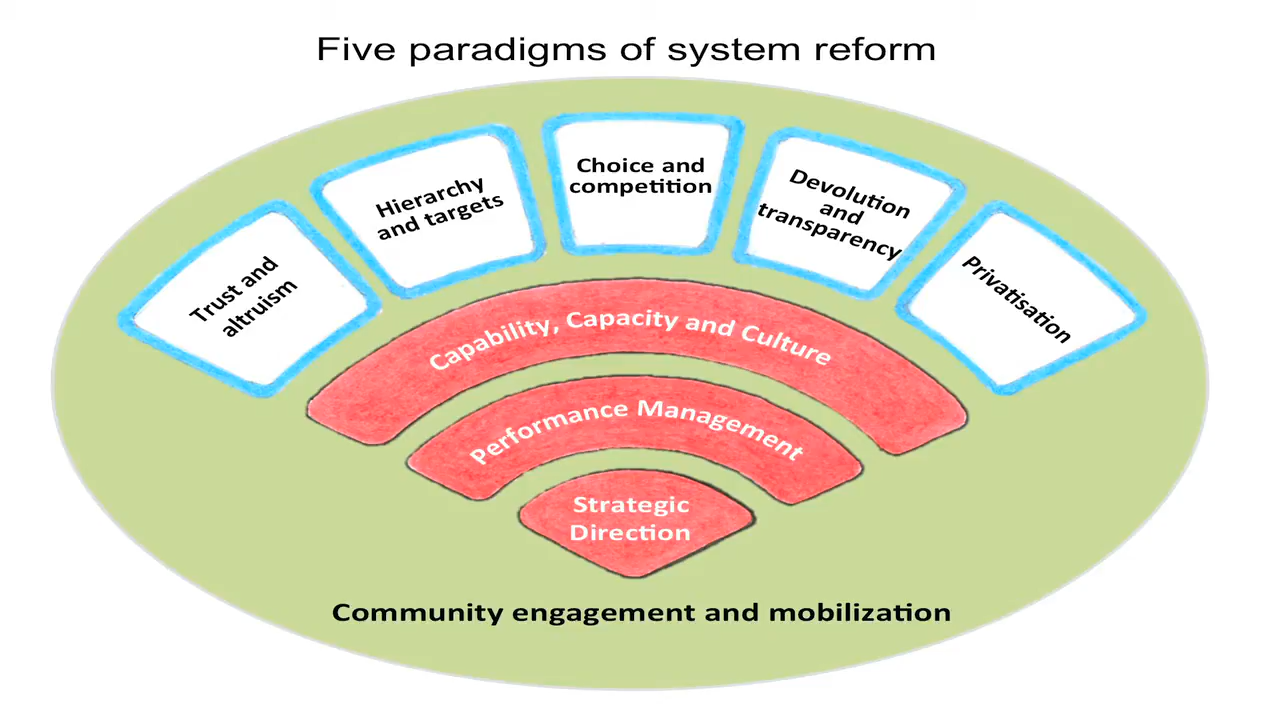 Five paradigms of system reform
Trust and
altruism
Hierarchy
and targets
Choice and
competition
Devolution
and
transparency
Privatisation
Capability, Capacity and Culture
Performance Management
Strategic
Direction
Community engagement and mobilization